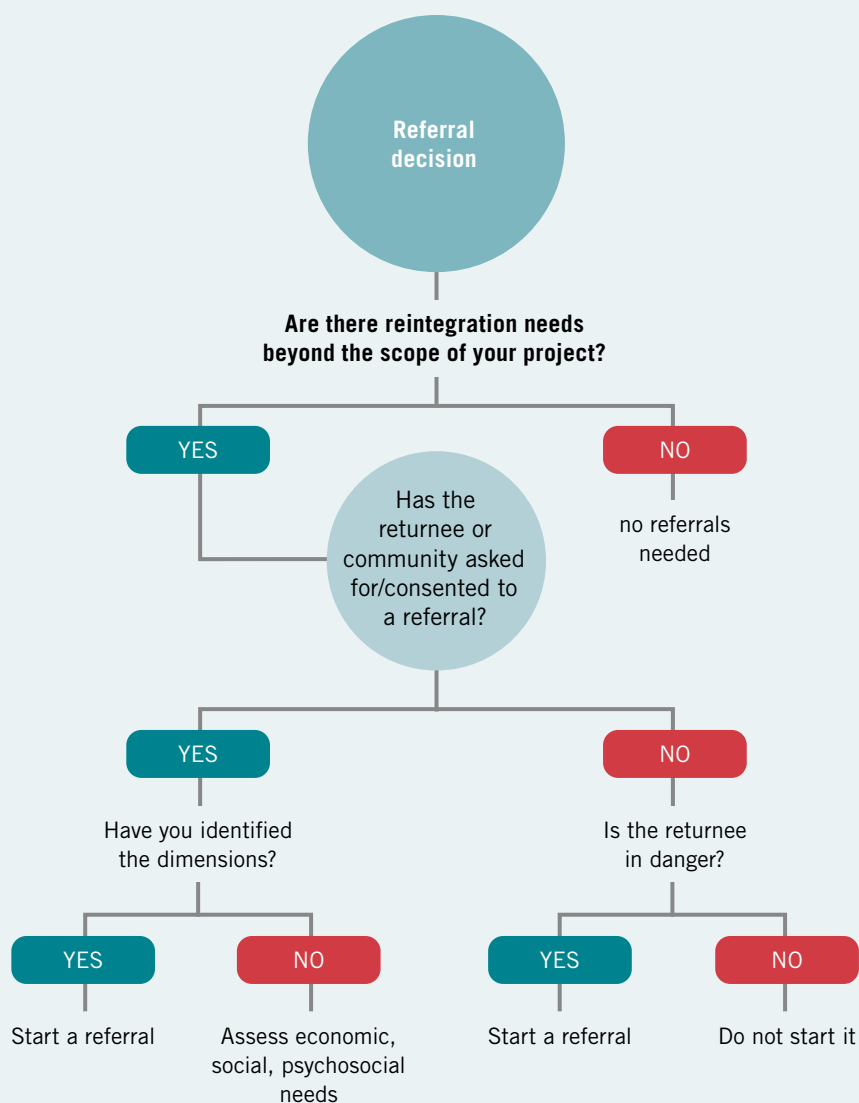 Referral
decision
Are there reintegration needs
beyond the scope of your project?
YES
NO
Has the
returnee or
community asked
for/consented to
a referral?
no referrals
needed
YES
NO
Have you identified
the dimensions?
Is the returnee
in danger?
YES
NO
YES
NO
Start a referral
Assess economic,
social, psychosocial
needs
Start a referral
Do not start it